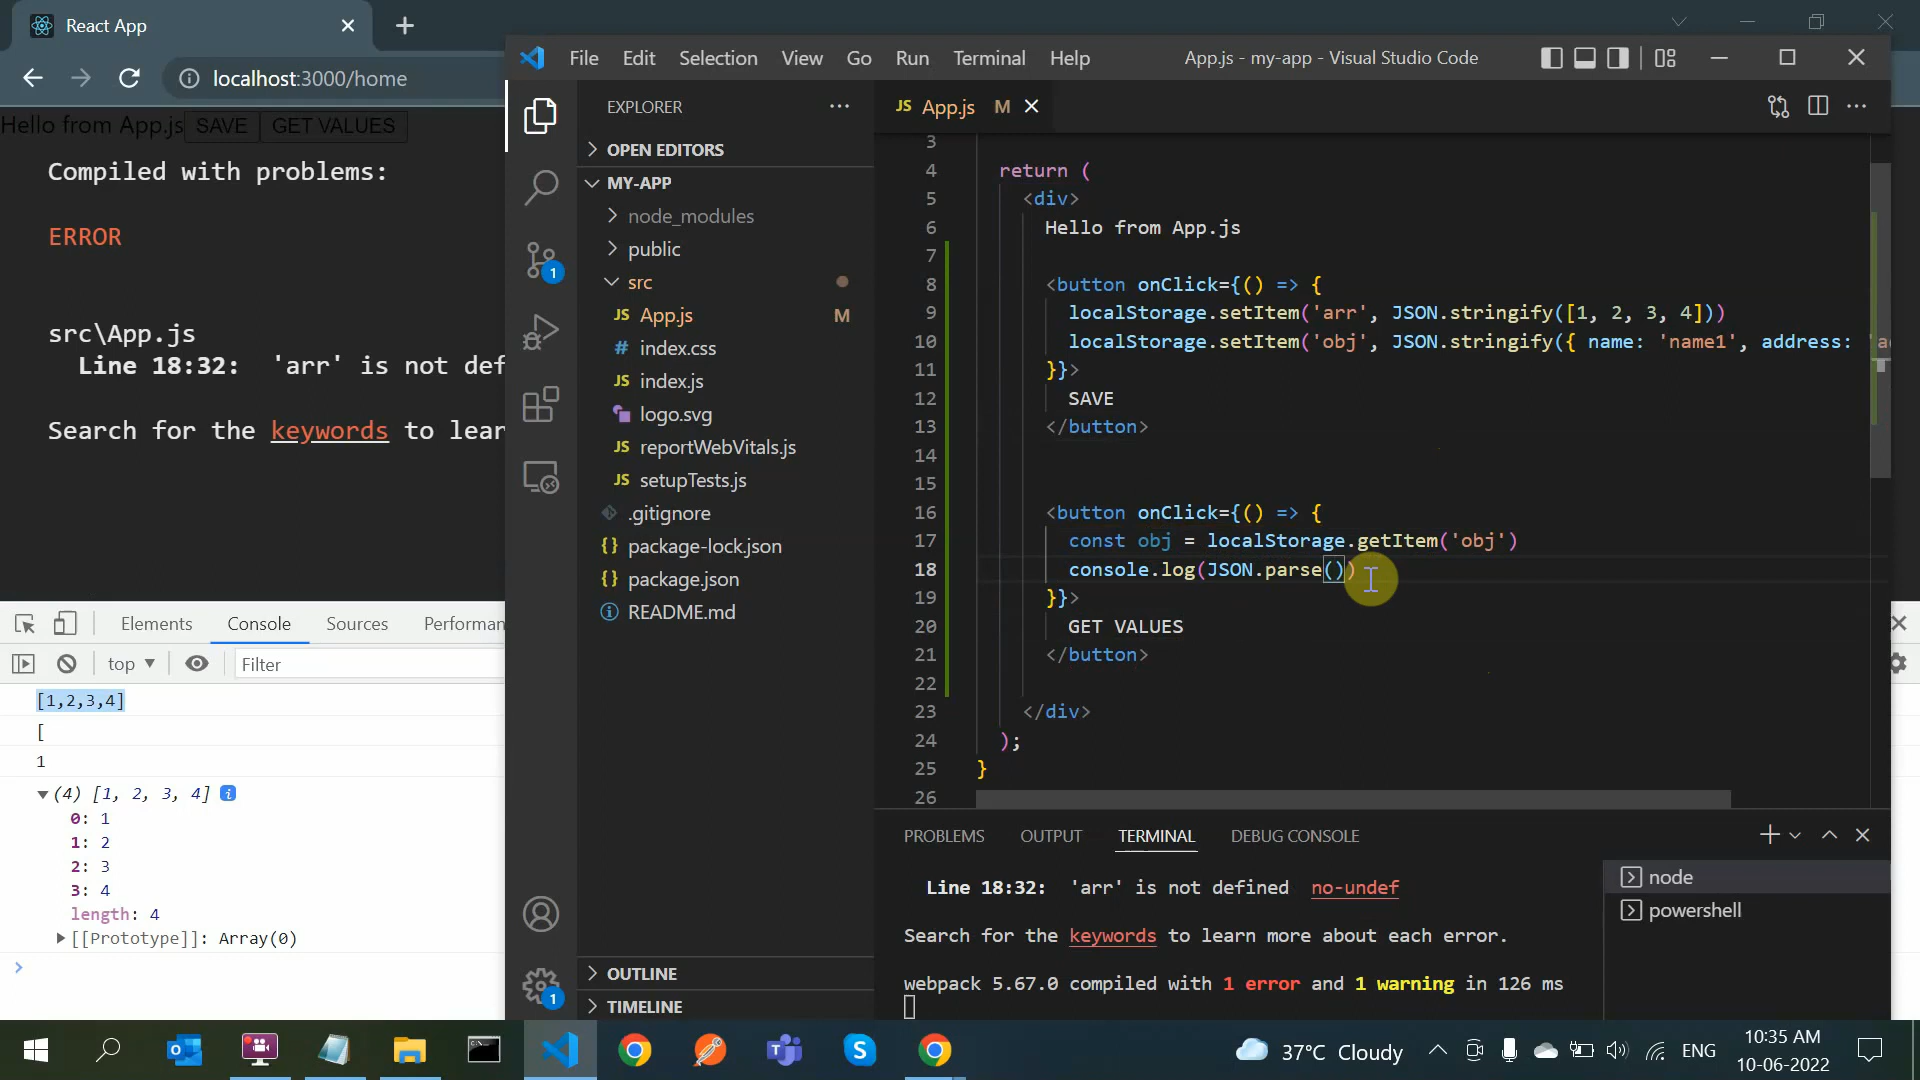 React App
localhost:3000/home
Hello from App.js SAVE GET VALUES
Compiled with problems:
ERROR
src\App.js
Line 18:32: 'arr' is not def
Search for the keywords to lear
Elements Console Sources Performan
top Filter
[1,2,3,4]
[
1
(4) [1, 2, 3, 4] i
0: 1
1: 2
2: 3
3: 4
length: 4
[[Prototype]]: Array(0)
File Edit Selection View Go Run Terminal Help App.js - my-app - Visual Studio Code
EXPLORER
OPEN EDITORS
MY-APP
node_modules
public
src
JS App.js M
# index.css
JS index.js
logo.svg
JS reportWebVitals.js
JS setupTests.js
.gitignore
{} package-lock.json
{} package.json
README.md
OUTLINE
TIMELINE
1
1
JS App.js M
3
4 return (
5 <div>
6 Hello from App.js
7
8 <button onClick={() => {
9 localStorage.setItem('arr', JSON.stringify([1, 2, 3, 4]))
10 localStorage.setItem('obj', JSON.stringify({ name: 'name1', address: 'a
11 }}>
12 SAVE
13 </button>
14
15
16 <button onClick={() => {
17 const obj = localStorage.getItem('obj')
18 console.log(JSON.parse())
19 }}>
20 GET VALUES
21 </button>
22
23 </div>
24 );
25 }
26
PROBLEMS OUTPUT TERMINAL DEBUG CONSOLE
Line 18:32: 'arr' is not defined no-undef
Search for the keywords to learn more about each error.
webpack 5.67.0 compiled with 1 error and 1 warning in 126 ms
node
powershell
37°C Cloudy
ENG
10:35 AM
10-06-2022